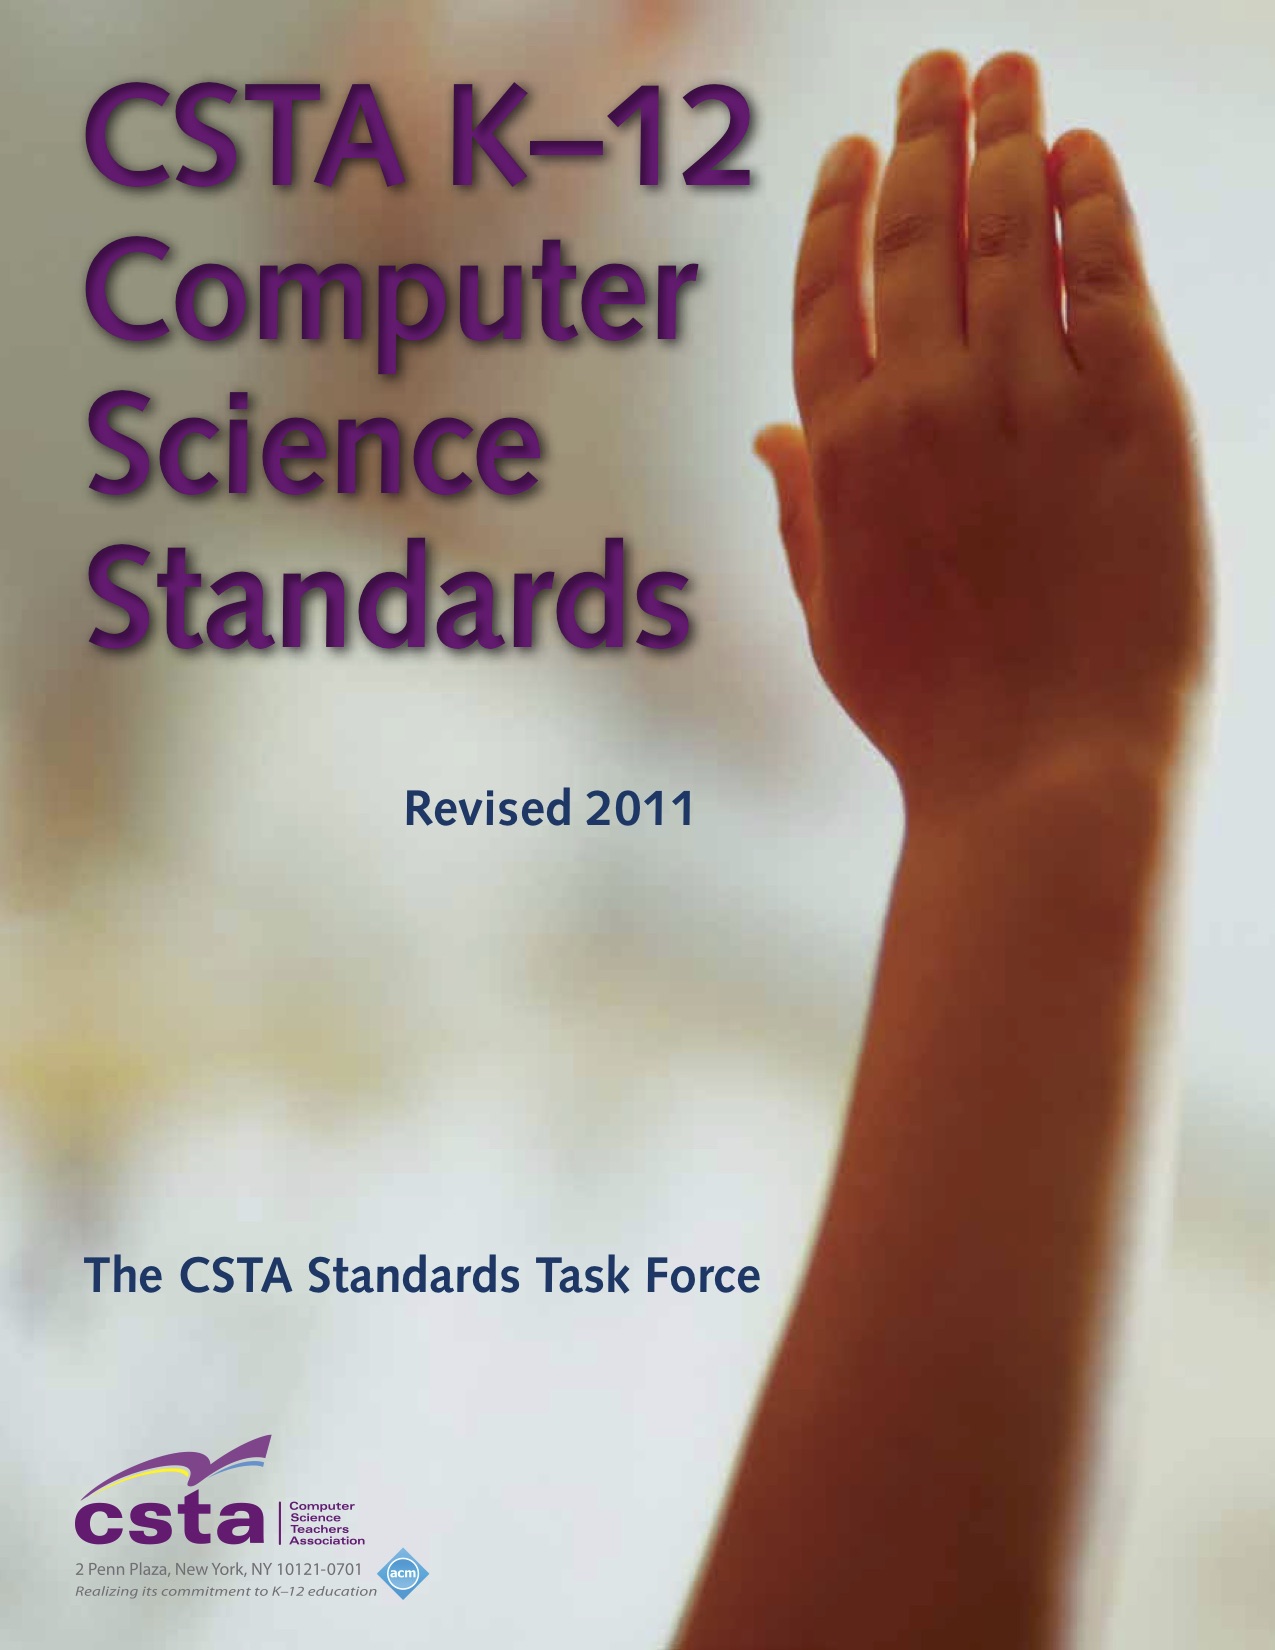 CSTA K–12
Computer
Science
Standards
Revised 2011
The CSTA Standards Task Force
csta
Computer
Science
Teachers
Association
2 Penn Plaza, New York, NY 10121-0701
Realizing its commitment to K–12 education
acm